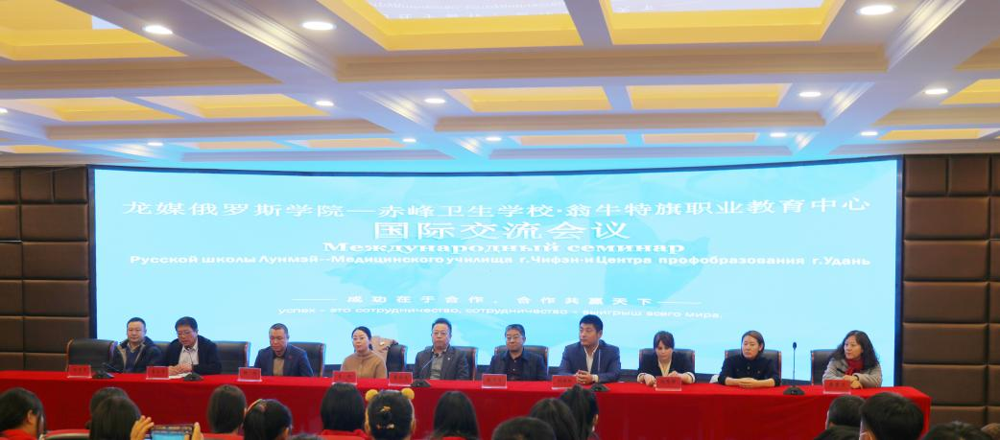 龙媒俄罗斯学院—赤峰卫生学校·翁牛特旗职业教育中心
国际交流会议
Международный семинар
Русской школы Лунмэй--Медицинского училища г.Чифэн·и Центра профобразования г.Удань
成功在于合作，合作共赢天下
успех - это сотрудничество, сотрудничество - выигрыш всего мира.